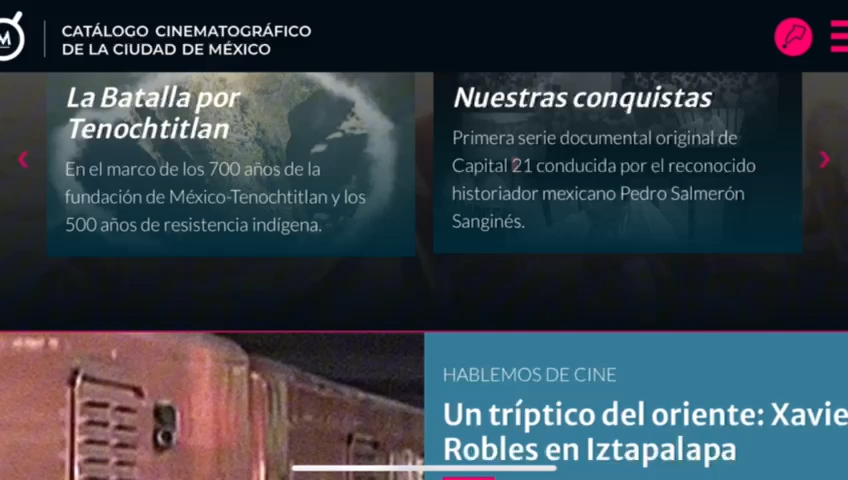 M
CATÁLOGO CINEMATOGRÁFICO
DE LA CIUDAD DE MÉXICO
La Batalla por
Tenochtitlan
En el marco de los 700 años de la
fundación de México-Tenochtitlan y los
500 años de resistencia indígena.
Nuestras conquistas
Primera serie documental original de
Capital 21 conducida por el reconocido
historiador mexicano Pedro Salmerón
Sanginés.
HABLEMOS DE CINE
Un tríptico del oriente: Xavie
Robles en Iztapalapa